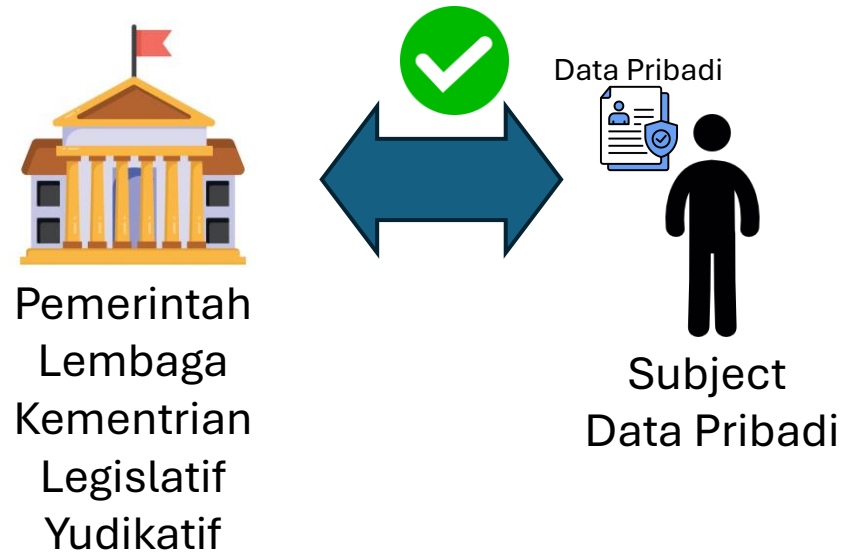 Data Pribadi
Pemerintah
Lembaga
Kementrian
Legislatif
Yudikatif
Subject
Data Pribadi